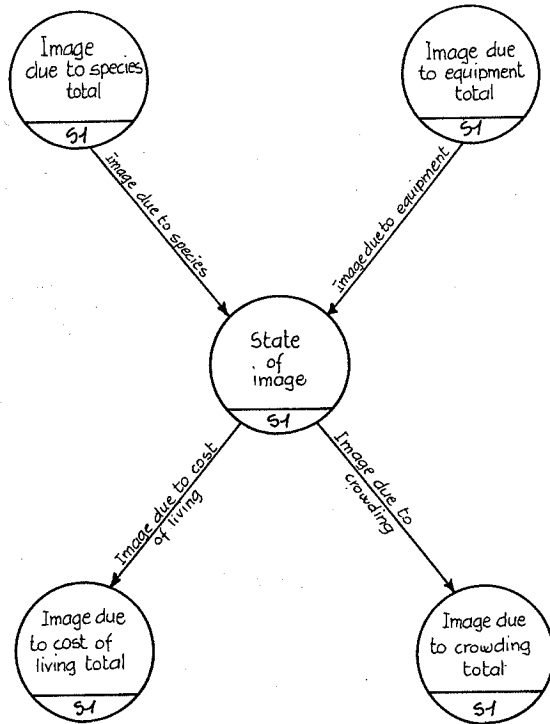 Image
due to species
total
S1
Image due
to equipment
total
S1
image due to species
image due to equipment
State
of
image
S1
Image due to cost
of living
Image due to
crowding
Image due
to cost of
living total
S1
Image due
to crowding
total
S1